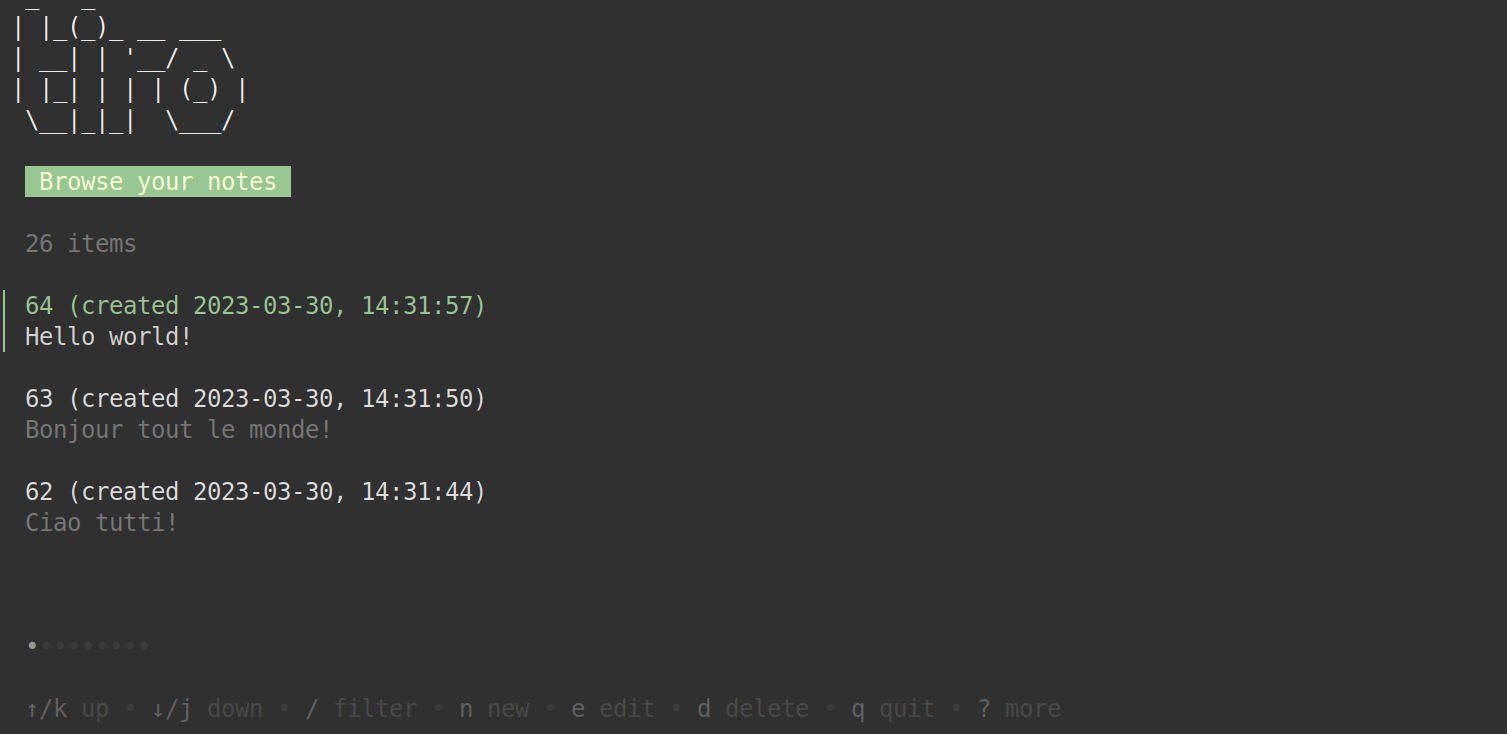 tiro
Browse your notes
26 items
64 (created 2023-03-30, 14:31:57)
Hello world!
63 (created 2023-03-30, 14:31:50)
Bonjour tout le monde!
62 (created 2023-03-30, 14:31:44)
Ciao tutti!
•••••••••
↑/k up • ↓/j down • / filter • n new • e edit • d delete • q quit • ? more